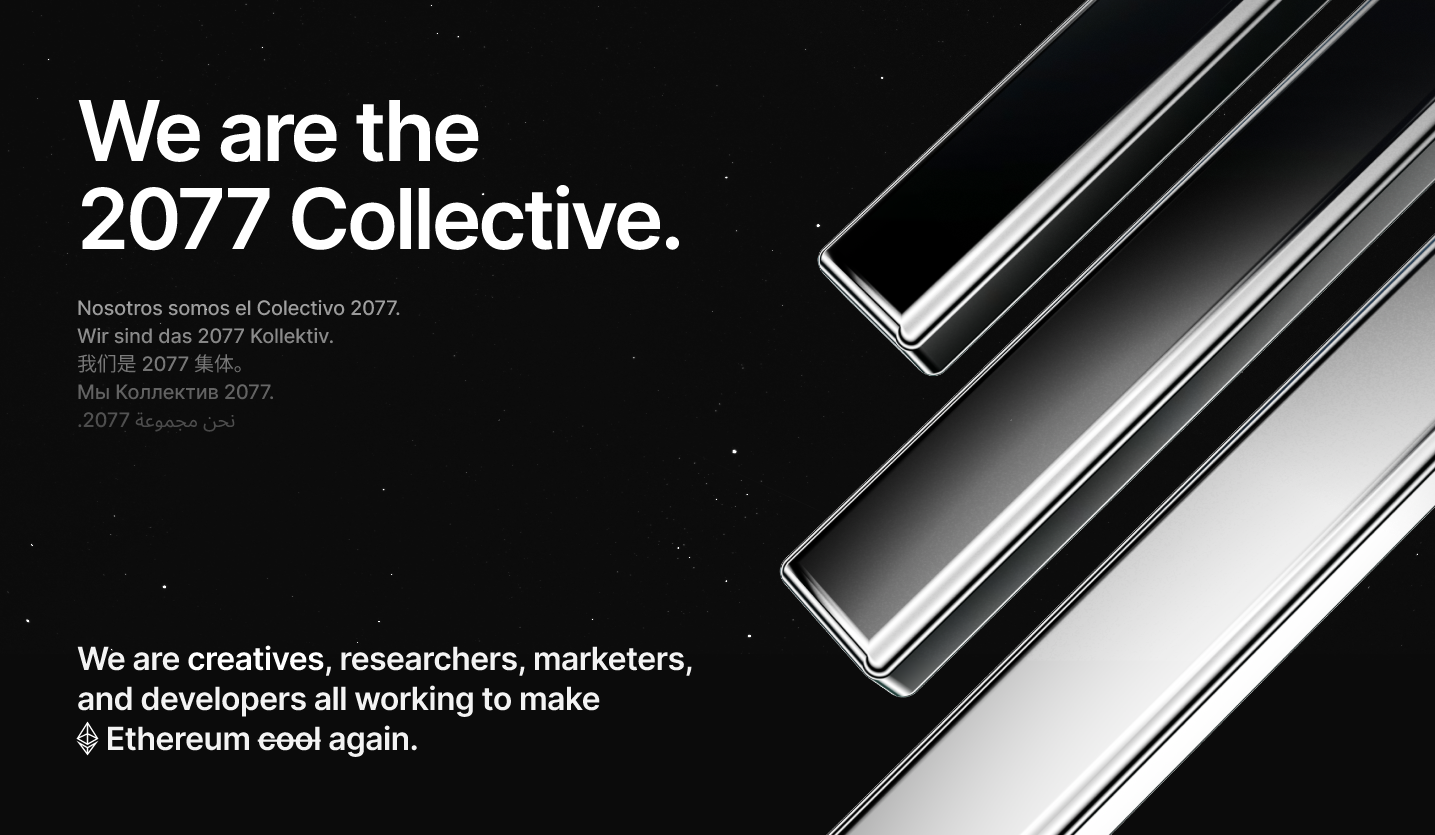 We are the
2077 Collective.
Nosotros somos el Colectivo 2077.
Wir sind das 2077 Kollektiv.
我们是 2077 集体。
Мы Коллектив 2077.
نحن مجموعة 2077.
We are creatives, researchers, marketers,
and developers all working to make
Ethereum cool again.